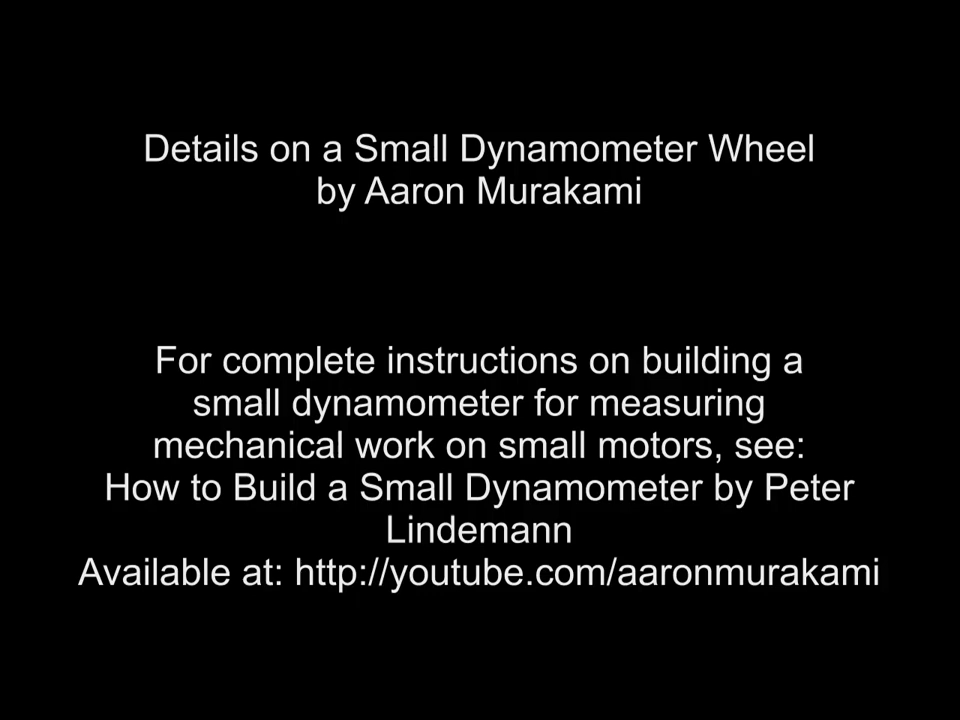 Details on a Small Dynamometer Wheel
by Aaron Murakami
For complete instructions on building a
small dynamometer for measuring
mechanical work on small motors, see:
How to Build a Small Dynamometer by Peter
Lindemann
Available at: http://youtube.com/aaronmurakami